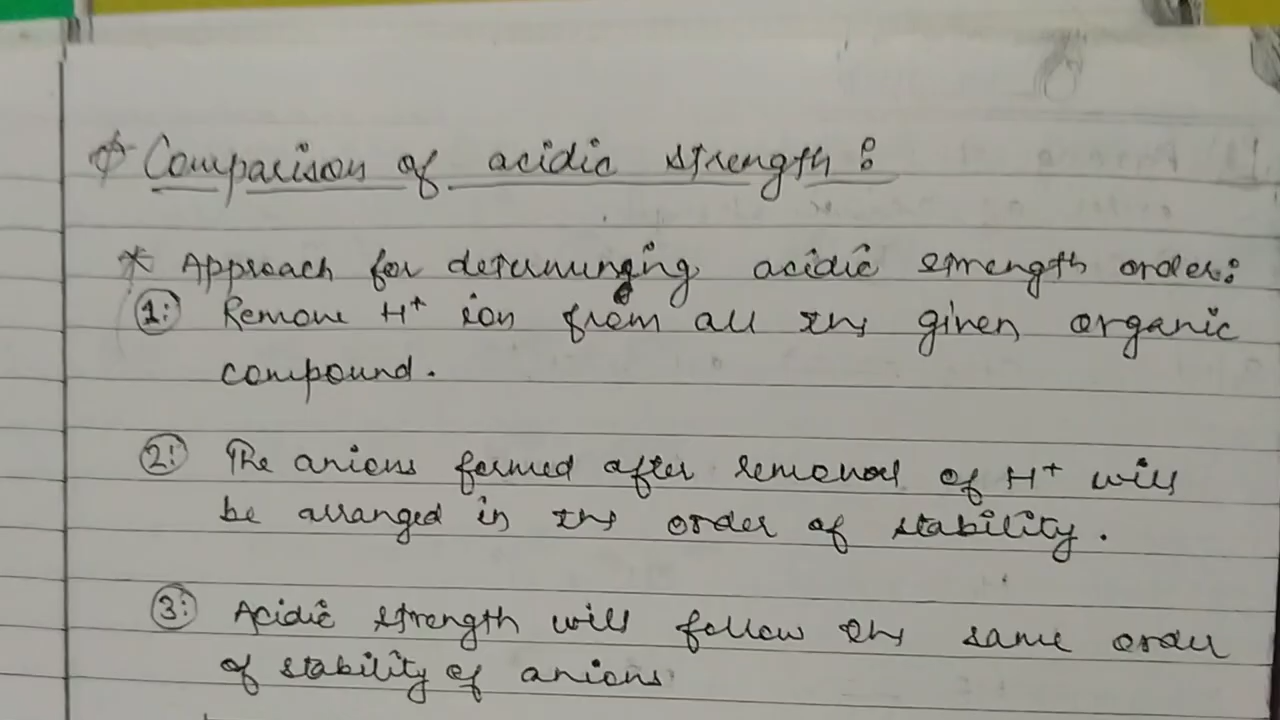 Comparison of acidic strength :
* Approach for determining acidic strength order:
1: Remove H+ ion from all the given organic
compound.
2: The anions formed after removal of H+ will
be arranged in the order of stability.
3: Acidic strength will follow the same order
of stability of anions